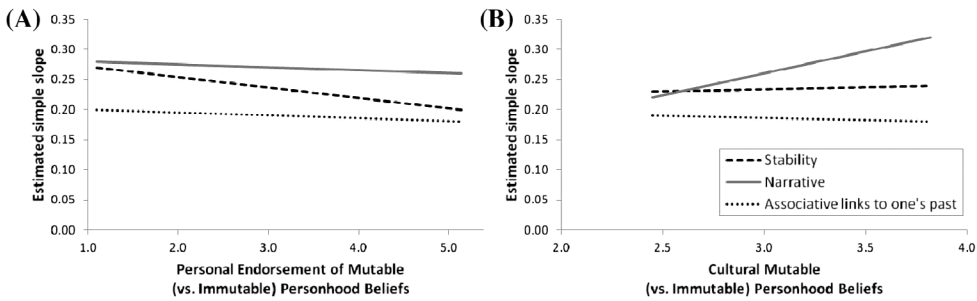 (A)
0.35
0.30
0.25
0.20
0.15
0.10
0.05
0.00
Estimated simple slope
1.0 2.0 3.0 4.0 5.0
Personal Endorsement of Mutable
(vs. Immutable) Personhood Beliefs
(B)
0.35
0.30
0.25
0.20
0.15
0.10
0.05
0.00
Estimated simple slope
Stability
Narrative
Associative links to one's past
2.0 2.5 3.0 3.5 4.0
Cultural Mutable
(vs. Immutable) Personhood Beliefs